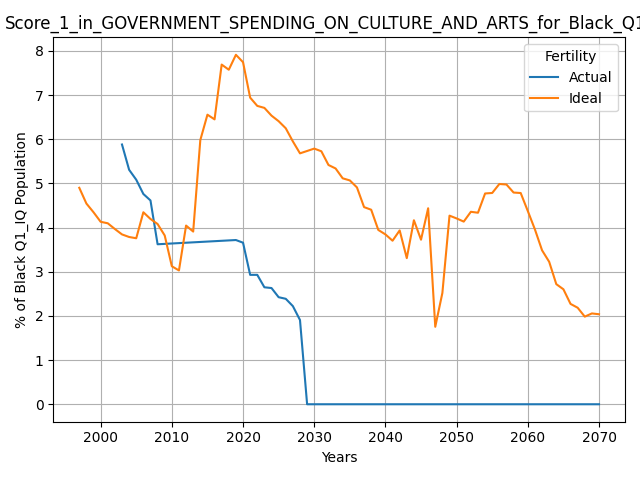 Score_1_in_GOVERNMENT_SPENDING_ON_CULTURE_AND_ARTS_for_Black_Q1
Fertility
Actual
Ideal
% of Black Q1_IQ Population
8
7
6
5
4
3
2
1
0
2000 2010 2020 2030 2040 2050 2060 2070
Years